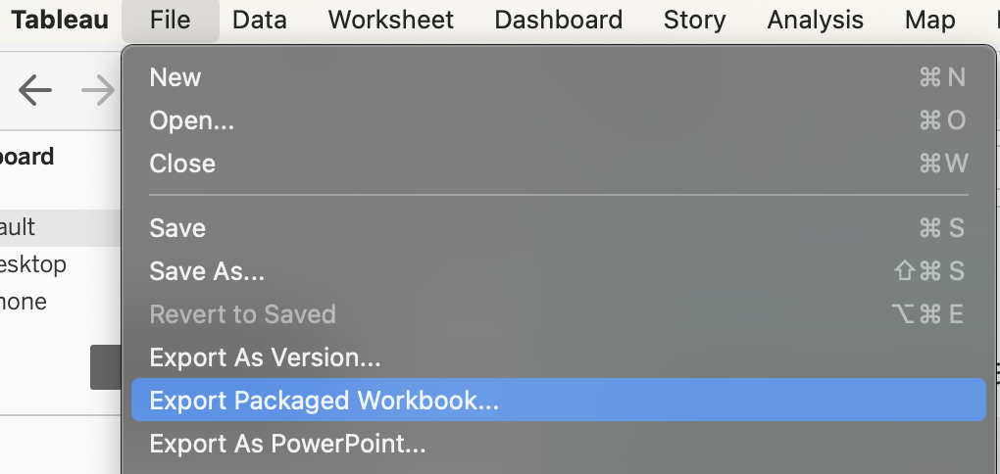 Tableau File Data Worksheet Dashboard Story Analysis Map
New ⌘ N
Open... ⌘ O
Close ⌘ W
board
Save ⌘ S
ault
Save As... ⇧ ⌘ S
esktop
Revert to Saved ⌥ ⌘ E
hone
Export As Version...
Export Packaged Workbook...
Export As PowerPoint...